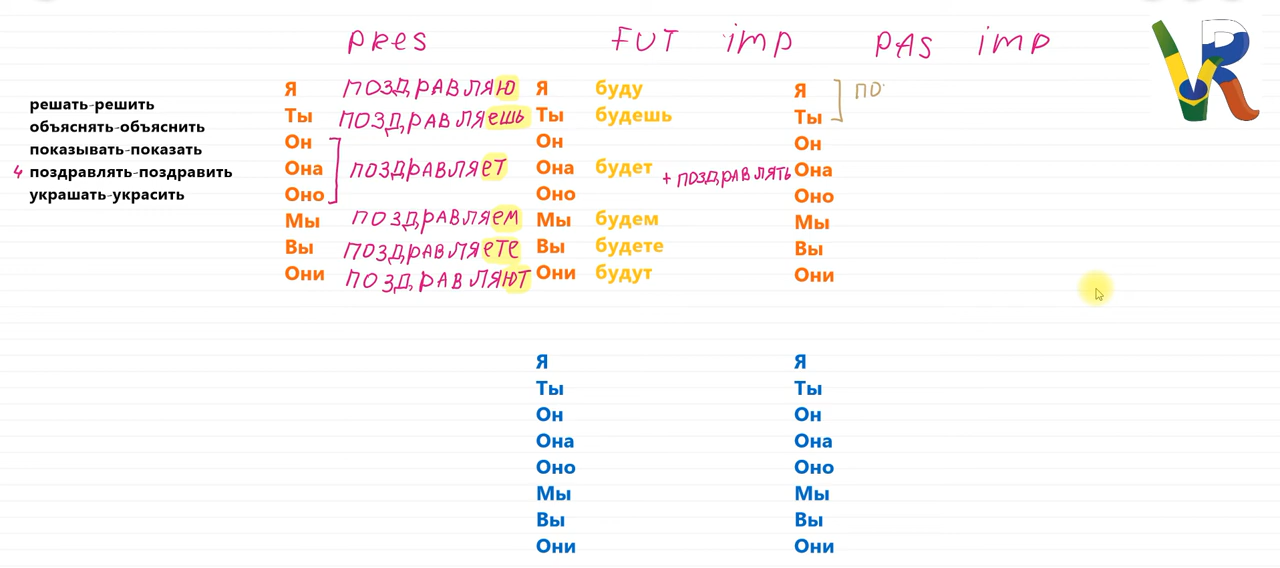 pres FUT imp PAS imp
VR
решать-решить
объяснять-объяснить
показывать-показать
4 поздравлять-поздравить
украшать-украсить
Я поздравляю
Ты поздравляешь
Он
Она поздравляет
Оно
Мы поздравляем
Вы поздравляете
Они поздравляют
Я буду
Ты будешь
Он
Она будет + поздравлять
Оно
Мы будем
Вы будете
Они будут
Я по
Ты
Он
Она
Оно
Мы
Вы
Они
Я
Ты
Он
Она
Оно
Мы
Вы
Они
Я
Ты
Он
Она
Оно
Мы
Вы
Они